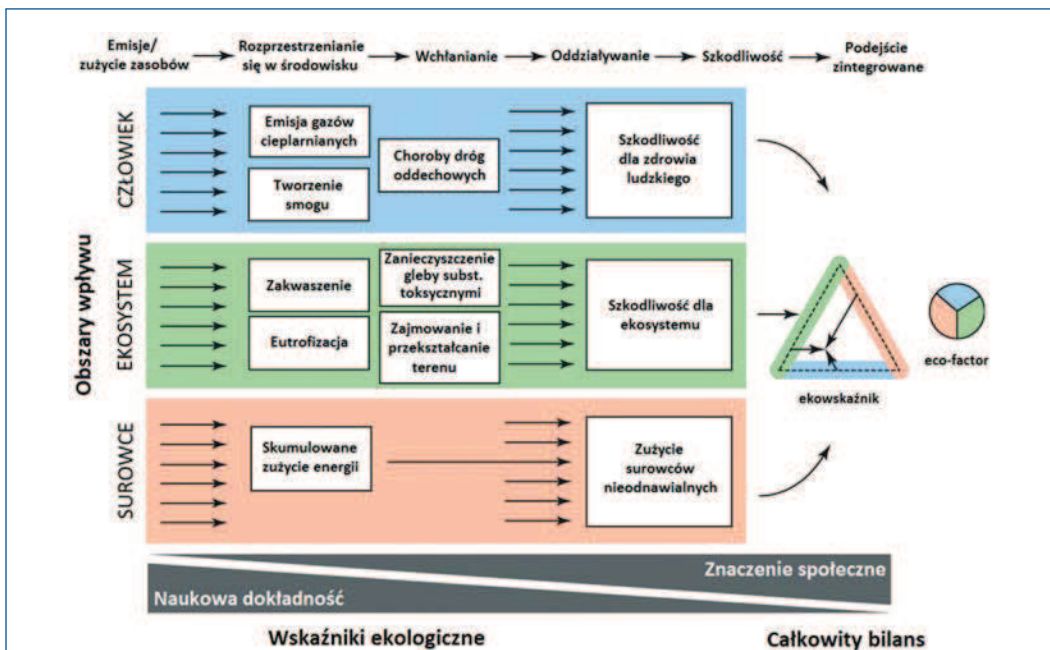 Emisje/
zużycie zasobów
Rozprzestrzenianie
się w środowisku
Wchłanianie
Oddziaływanie
Szkodliwość
Podejście
zintegrowane
Obszary wpływu
CZŁOWIEK
Emisja gazów
cieplarnianych
Tworzenie
smogu
Choroby dróg
oddechowych
Szkodliwość
dla zdrowia
ludzkiego
EKOSYSTEM
Zakwaszenie
Eutrofizacja
Zanieczyszczenie
gleby subst.
toksycznymi
Zajmowanie i
przekształcanie
terenu
Szkodliwość dla
ekosystemu
SUROWCE
Skumulowane
zużycie energii
Zużycie
surowców
nieodnawialnych
ekowskaźnik
eco-factor
Znaczenie społeczne
Naukowa dokładność
Wskaźniki ekologiczne
Całkowity bilans